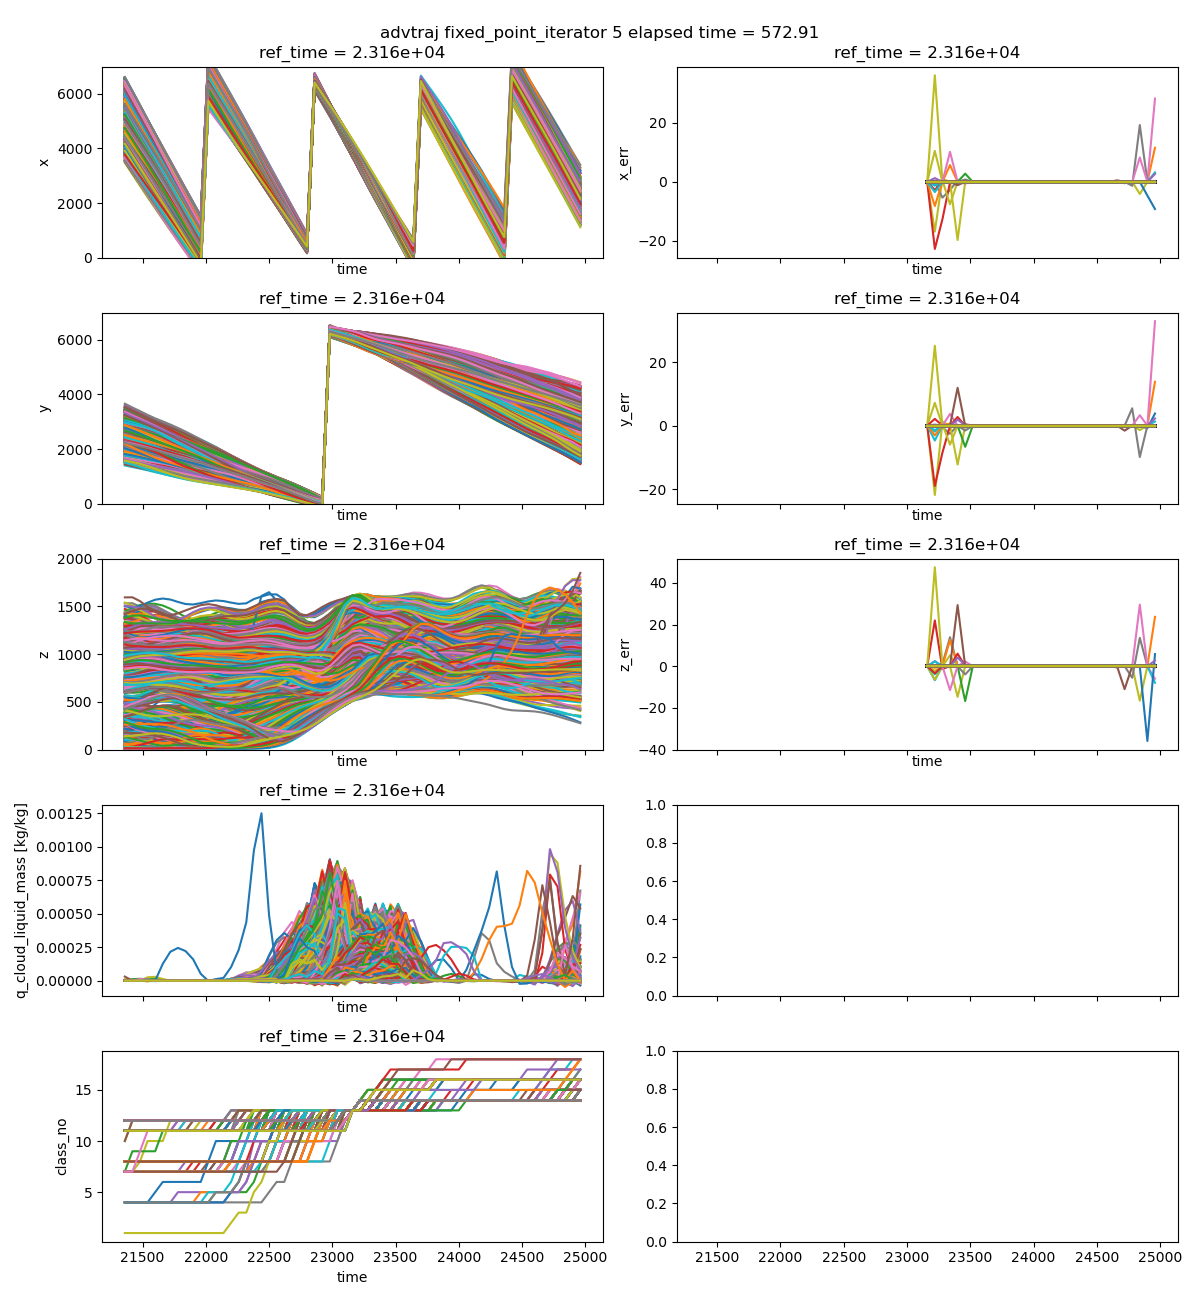 advtraj fixed_point_iterator 5 elapsed time = 572.91
ref_time = 2.316e+04
6000
4000
2000
0
x
time
ref_time = 2.316e+04
20
0
−20
x_err
time
ref_time = 2.316e+04
6000
4000
2000
0
y
time
ref_time = 2.316e+04
20
0
−20
y_err
time
ref_time = 2.316e+04
2000
1500
1000
500
0
z
time
ref_time = 2.316e+04
40
20
0
−20
−40
z_err
time
ref_time = 2.316e+04
0.00125
0.00100
0.00075
0.00050
0.00025
0.00000
q_cloud_liquid_mass [kg/kg]
time
1.0
0.8
0.6
0.4
0.2
0.0
ref_time = 2.316e+04
15
10
5
class_no
21500 22000 22500 23000 23500 24000 24500 25000
time
1.0
0.8
0.6
0.4
0.2
0.0
21500 22000 22500 23000 23500 24000 24500 25000